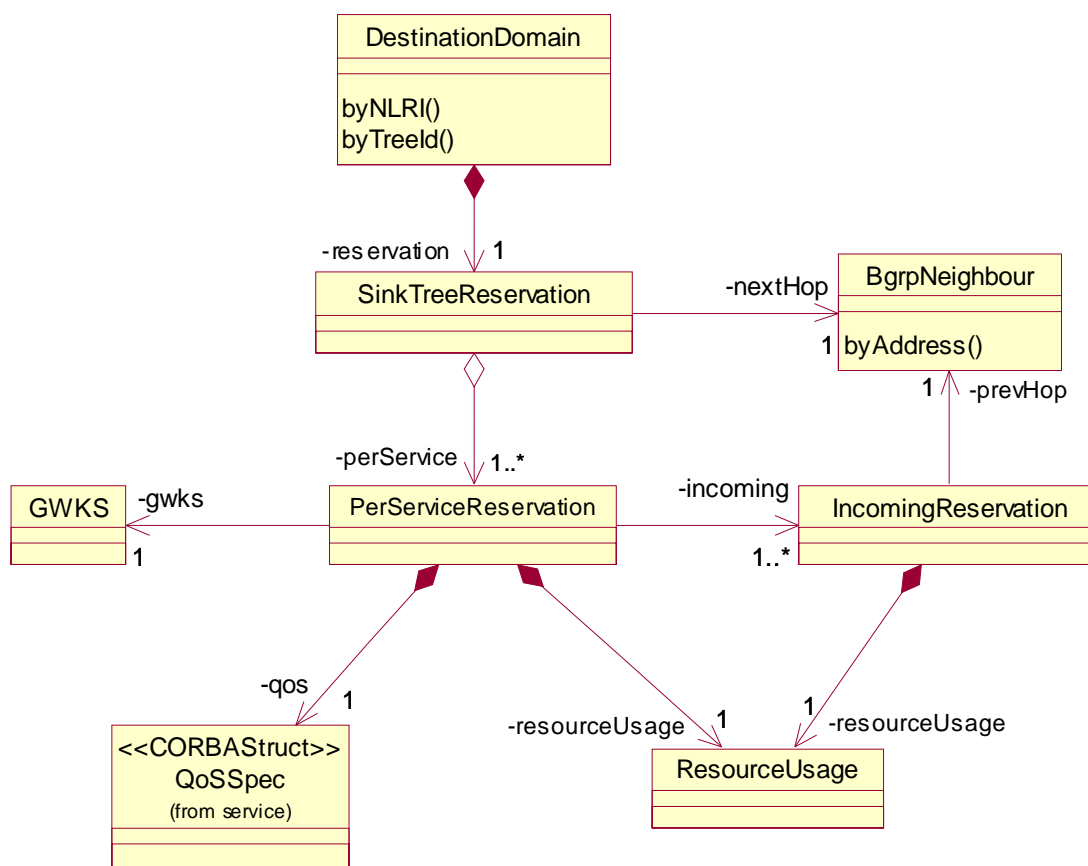 DestinationDomain
byNLRI()
byTreeId()
-reservation
1
SinkTreeReservation
-nextHop
1
BgrpNeighbour
byAddress()
1
-prevHop
-perService
1..*
GWKS
-gwks
1
PerServiceReservation
-incoming
1..*
IncomingReservation
-qos
1
<<CORBAStruct>>
QoSSpec
(from service)
-resourceUsage
1
1
-resourceUsage
ResourceUsage